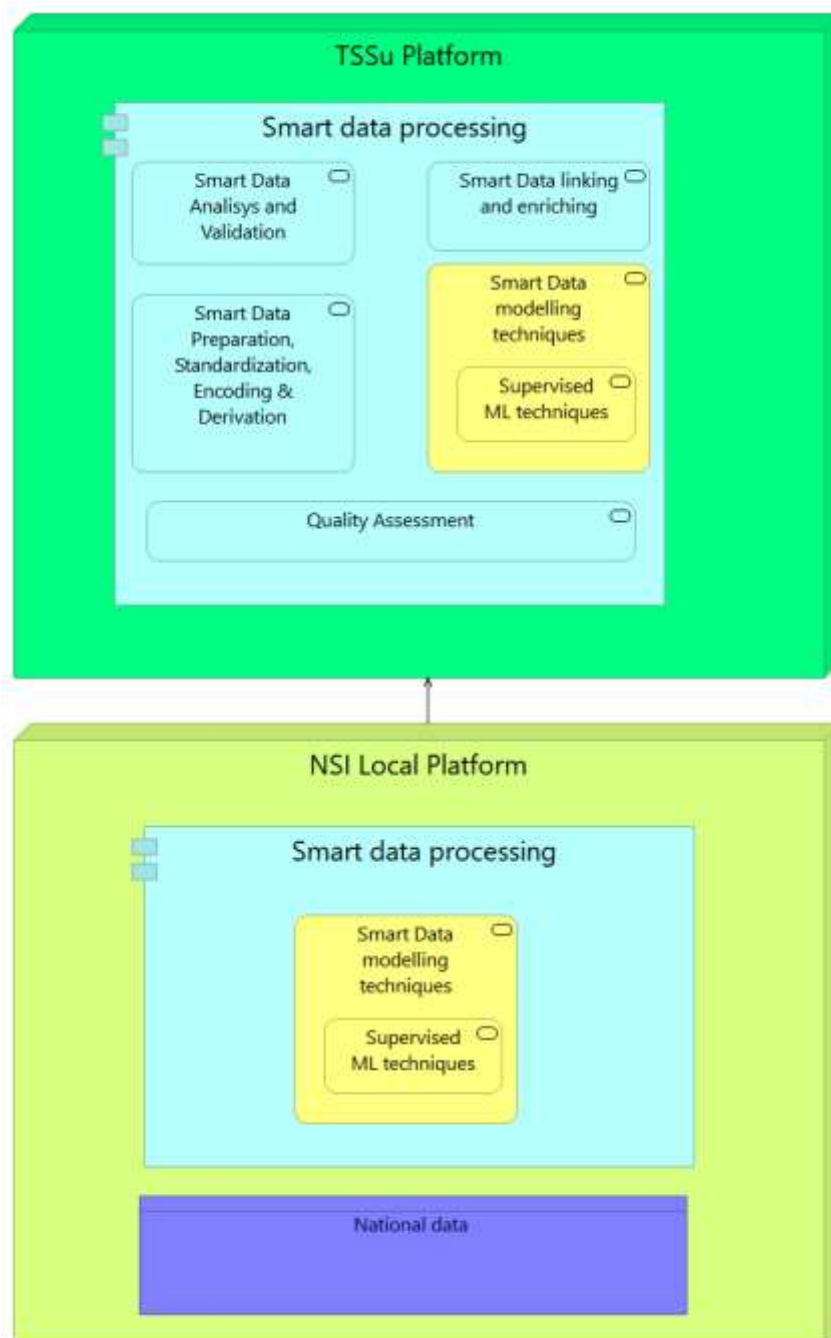 TSSu Platform
Smart data processing
Smart Data
Analisys and
Validation
Smart Data linking
and enriching
Smart Data
Preparation,
Standardization,
Encoding &
Derivation
Smart Data
modelling
techniques
Supervised
ML techniques
Quality Assessment
NSI Local Platform
Smart data processing
Smart Data
modelling
techniques
Supervised
ML techniques
National data